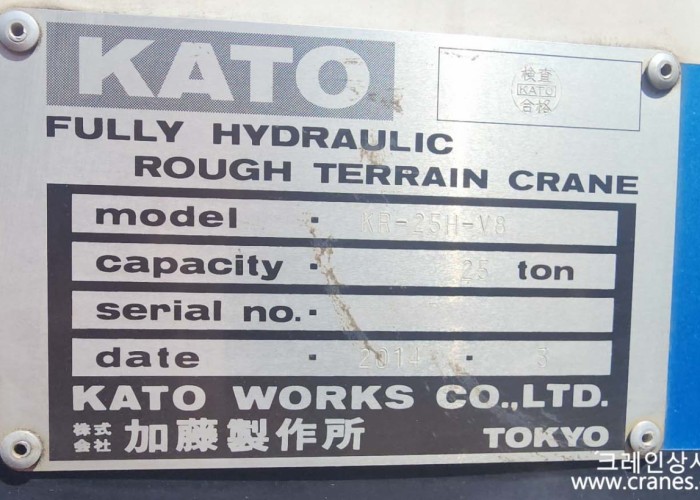 KATO
検査
KATO
合格
FULLY HYDRAULIC
ROUGH TERRAIN CRANE
model · KR-25H-V8
capacity · 25 ton
serial no.·
date · 2014 · 3
KATO WORKS CO.,LTD.
株式会社 加藤製作所 TOKYO
크레인상사
www.cranes.